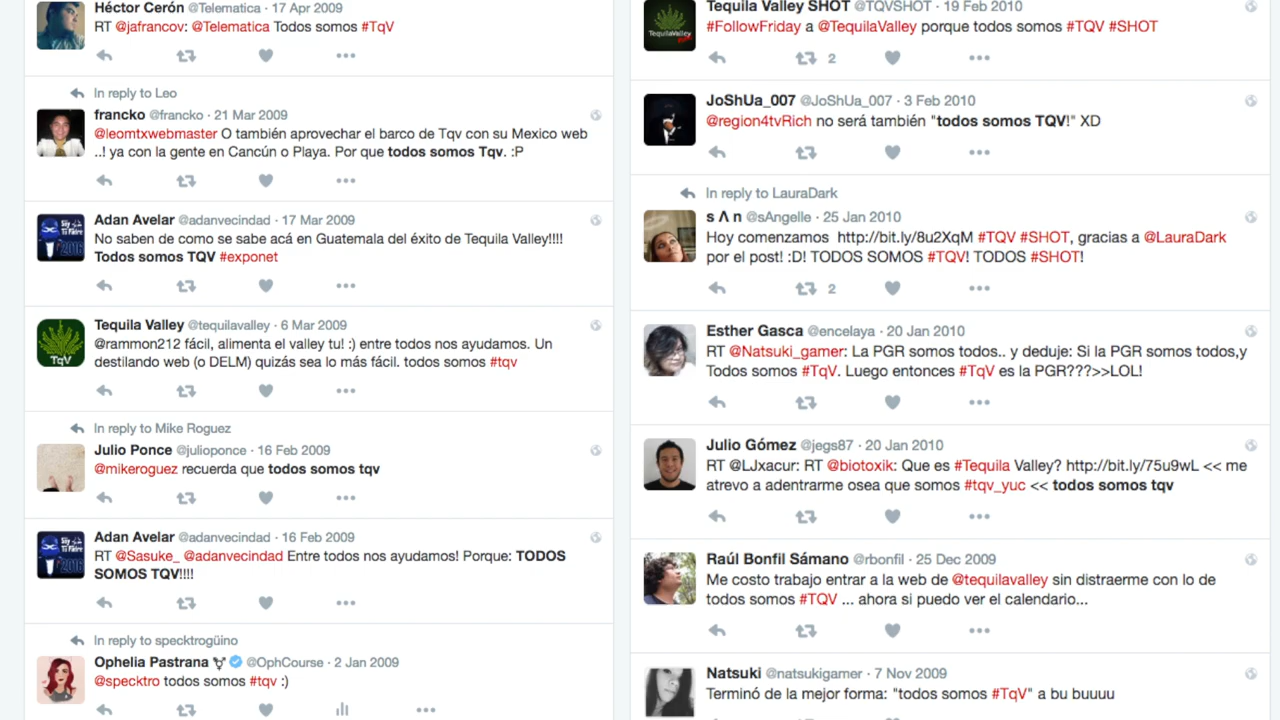 Héctor Cerón @Telematica · 17 Apr 2009
RT @jafrancov: @Telematica Todos somos #TqV
In reply to Leo
francko @francko · 21 Mar 2009
@leomtxwebmaster O también aprovechar el barco de Tqv con su Mexico web
..! ya con la gente en Cancún o Playa. Por que todos somos Tqv. :P
Adan Avelar @adanvecindad · 17 Mar 2009
No saben de como se sabe acá en Guatemala del éxito de Tequila Valley!!!!
Todos somos TQV #exponet
Tequila Valley @tequilavalley · 6 Mar 2009
@rammon212 fácil, alimenta el valley tu! :) entre todos nos ayudamos. Un
destilando web (o DELM) quizás sea lo más fácil. todos somos #tqv
TqV
In reply to Mike Roguez
Julio Ponce @julioponce · 16 Feb 2009
@mikeroguez recuerda que todos somos tqv
Adan Avelar @adanvecindad · 16 Feb 2009
RT @Sasuke_ @adanvecindad Entre todos nos ayudamos! Porque: TODOS
SOMOS TQV!!!!
In reply to specktrogüino
Ophelia Pastrana ⚧ @OphCourse · 2 Jan 2009
@specktro todos somos #tqv :)
Tequila Valley SHOT @TQVSHOT · 19 Feb 2010
#FollowFriday a @TequilaValley porque todos somos #TQV #SHOT
TequilaValley
2
JoShUa_007 @JoShUa_007 · 3 Feb 2010
@region4tvRich no será también "todos somos TQV!" XD
In reply to LauraDark
s Λ n @sAngelle · 25 Jan 2010
Hoy comenzamos http://bit.ly/8u2XqM #TQV #SHOT, gracias a @LauraDark
por el post! :D! TODOS SOMOS #TQV! TODOS #SHOT!
2
Esther Gasca @encelaya · 20 Jan 2010
RT @Natsuki_gamer: La PGR somos todos.. y deduje: Si la PGR somos todos,y
Todos somos #TqV. Luego entonces #TqV es la PGR???>>LOL!
Julio Gómez @jegs87 · 20 Jan 2010
RT @LJxacur: RT @biotoxik: Que es #Tequila Valley? http://bit.ly/75u9wL << me
atrevo a adentrarme osea que somos #tqv_yuc << todos somos tqv
Raúl Bonfil Sámano @rbonfil · 25 Dec 2009
Me costo trabajo entrar a la web de @tequilavalley sin distraerme con lo de
todos somos #TQV ... ahora si puedo ver el calendario...
Natsuki @natsukigamer · 7 Nov 2009
Terminó de la mejor forma: "todos somos #TqV" a bu buuuu